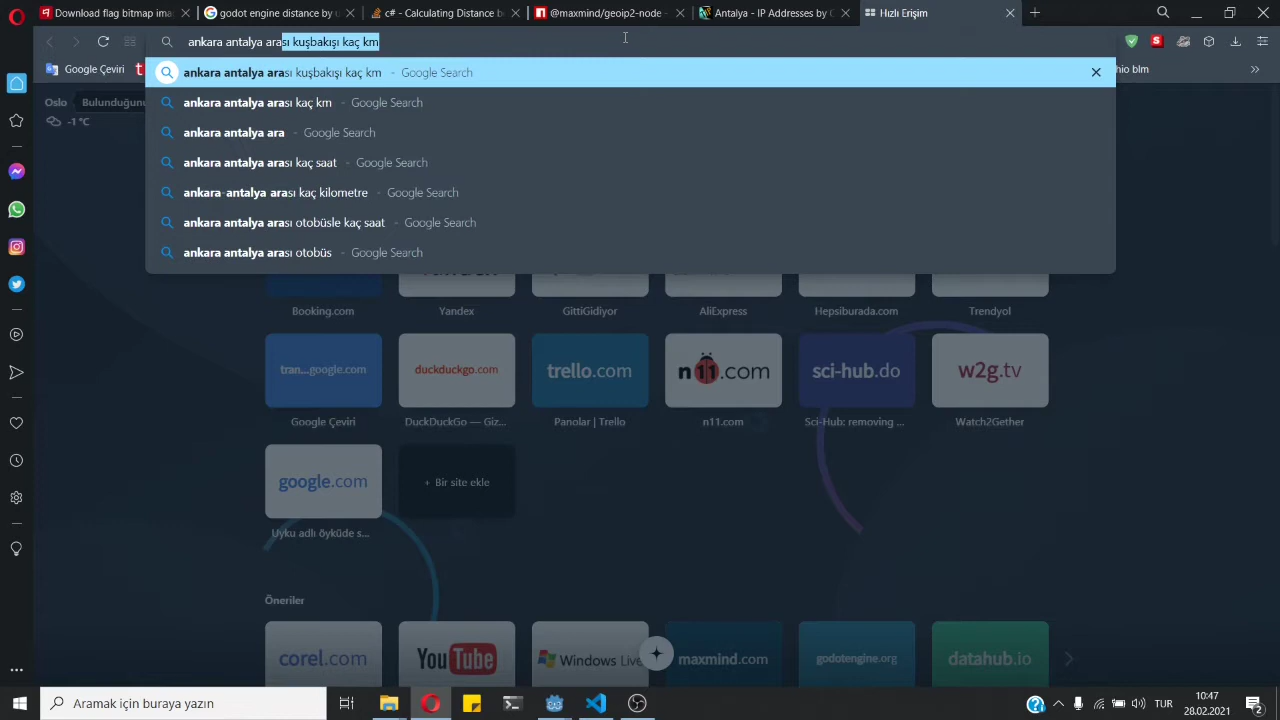 Download flag bitmap image
godot engine distance by u
c# - Calculating Distance b
@maxmind/geoip2-node -
Antalya - IP Addresses by C
Hızlı Erişim
ankara antalya arası kuşbakışı kaç km
Google Çeviri
hio blm
ankara antalya arası kuşbakışı kaç km - Google Search
ankara antalya arası kaç km - Google Search
ankara antalya ara - Google Search
ankara antalya arası kaç saat - Google Search
ankara-antalya arası kaç kilometre - Google Search
ankara antalya arası otobüsle kaç saat - Google Search
ankara antalya arası otobüs - Google Search
Oslo
Bulunduğunu
-1 °C
Booking.com
Yandex
GittiGidiyor
AliExpress
Hepsiburada.com
Trendyol
tran...google.com
duckduckgo.com
trello.com
n11.com
sci-hub.do
w2g.tv
Google Çeviri
DuckDuckGo — Giz...
Panolar | Trello
n11.com
Sci-Hub: removing ...
Watch2Gether
google.com
+ Bir site ekle
Uyku adlı öyküde s...
Öneriler
corel.com
YouTube
Windows Live
maxmind.com
godotengine.org
datahub.io
Aramak için buraya yazın
TUR
10:47
28.02.2021